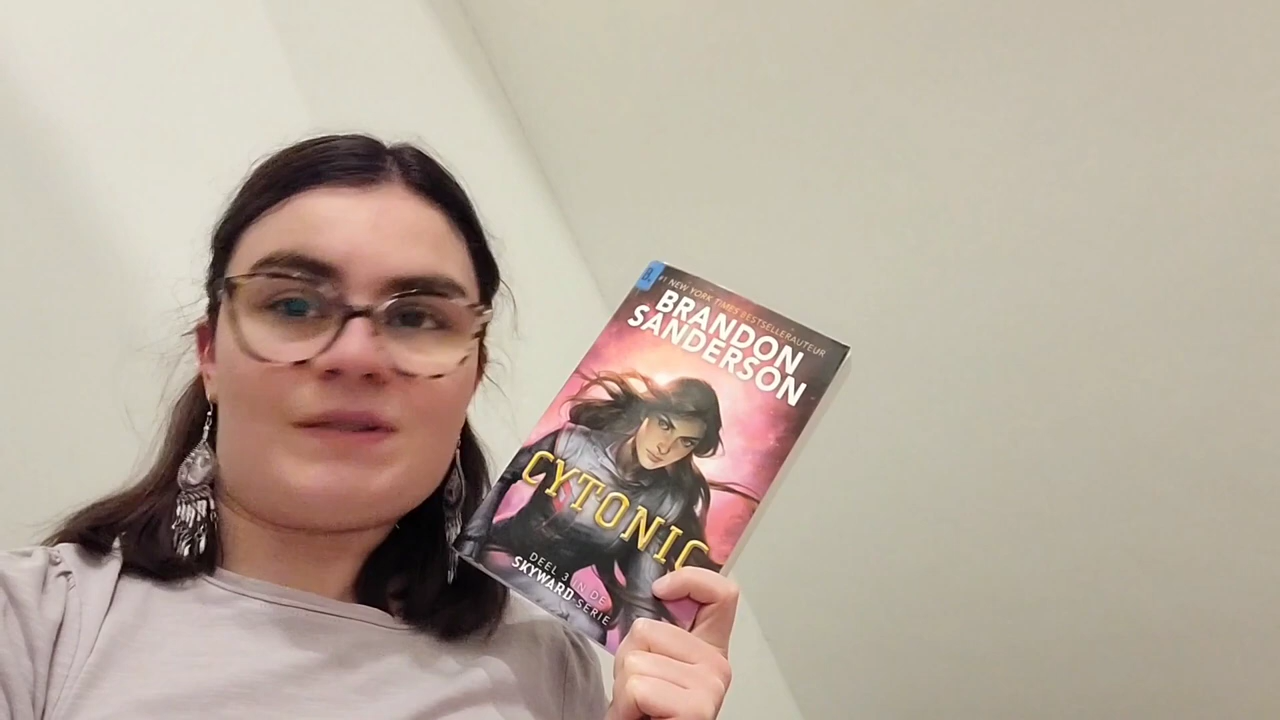 B.
#1 NEW YORK TIMES BESTSELLERAUTEUR
BRANDON
SANDERSON
CYTONIC
DEEL 3 IN DE
SKYWARD-SERIE